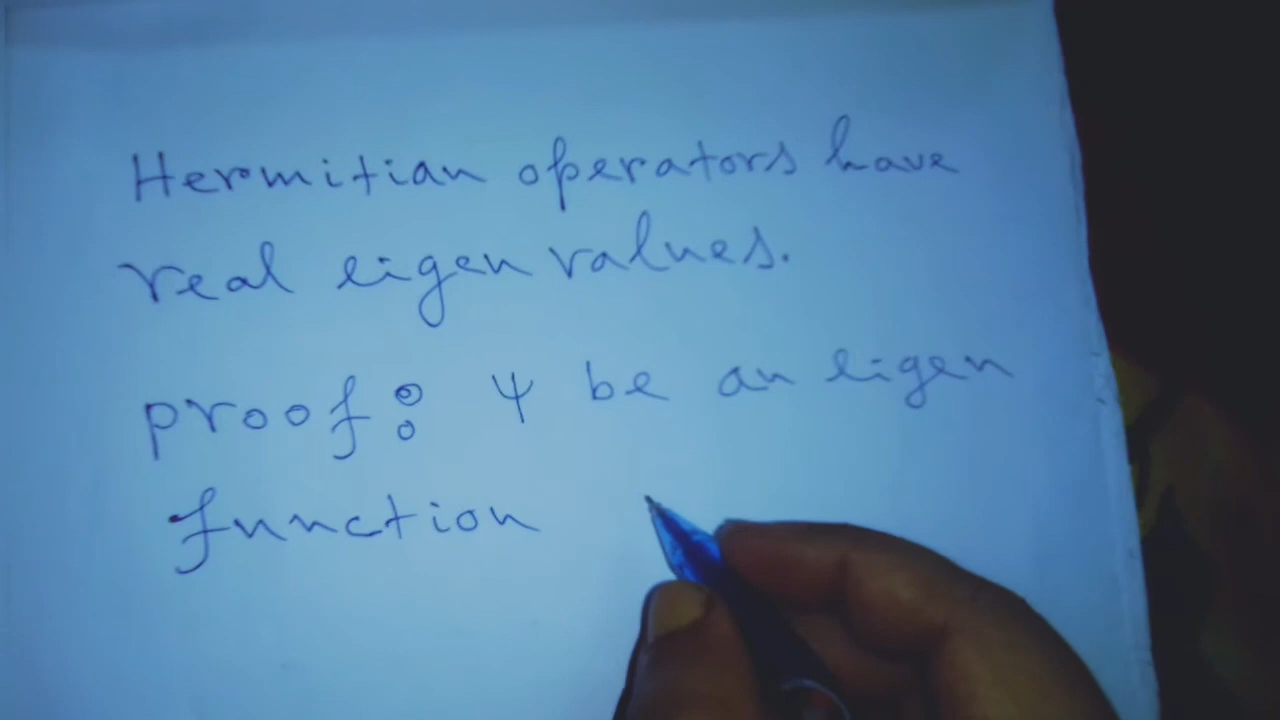 Hermitian operators have
real eigen values.
proof: ψ be an eigen
function